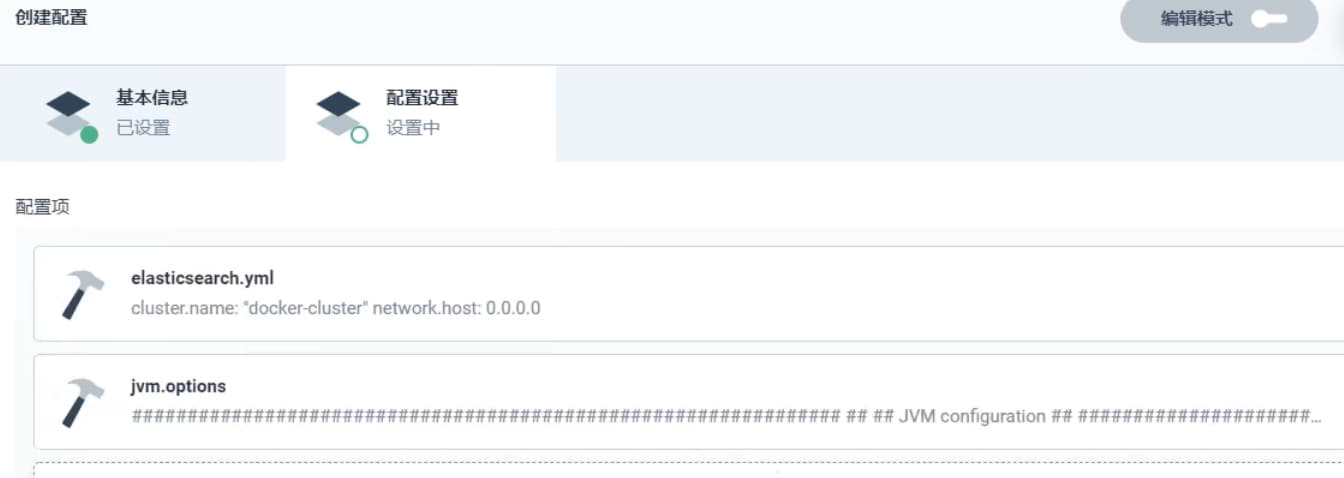 创建配置
编辑模式
基本信息
已设置
配置设置
设置中
配置项
elasticsearch.yml
cluster.name: "docker-cluster" network.host: 0.0.0.0
jvm.options
################################################################ ## ## JVM configuration ## #####################...